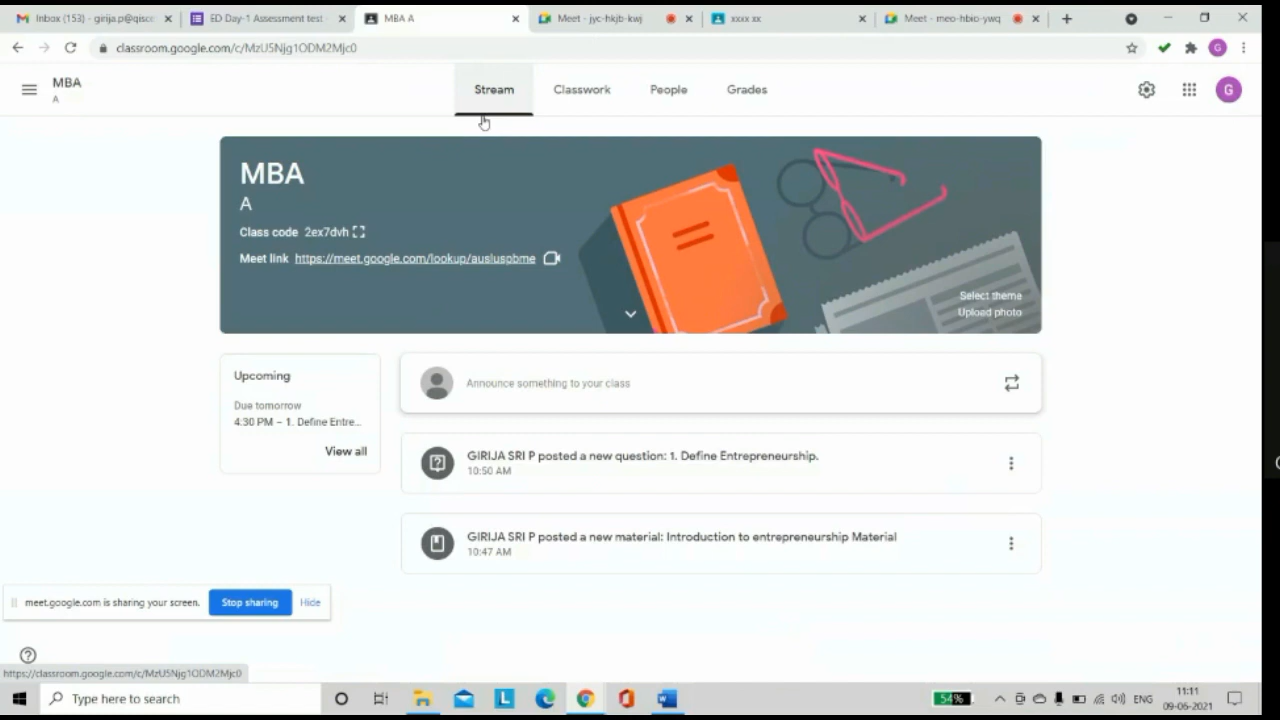 Inbox (153) - girija.p@qisc
ED Day-1 Assessment test
MBA A
Meet - jyc-hkjb-kwj
xxxx xx
Meet - meo-hbio-ywq
classroom.google.com/c/MzU5Njg1ODM2Mjc0
G
MBA
A
Stream
Classwork
People
Grades
G
MBA
A
Class code 2ex7dvh
Meet link https://meet.google.com/lookup/ausluspbme
Select theme
Upload photo
Upcoming
Due tomorrow
4:30 PM – 1. Define Entre...
View all
Announce something to your class
GIRIJA SRI P posted a new question: 1. Define Entrepreneurship.
10:50 AM
GIRIJA SRI P posted a new material: Introduction to entrepreneurship Material
10:47 AM
meet.google.com is sharing your screen.
Stop sharing
Hide
https://classroom.google.com/c/MzU5Njg1ODM2Mjc0
Type here to search
L
54%
ENG
11:11
09-06-2021